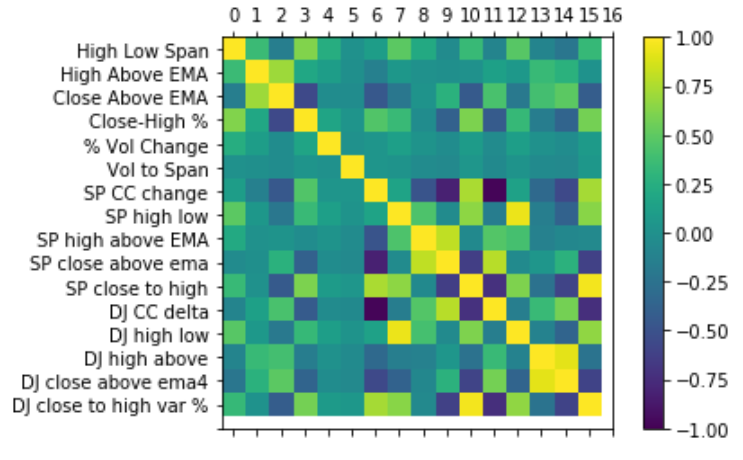 0 1 2 3 4 5 6 7 8 9 10 11 12 13 14 15 16
High Low Span
High Above EMA
Close Above EMA
Close-High %
% Vol Change
Vol to Span
SP CC change
SP high low
SP high above EMA
SP close above ema
SP close to high
DJ CC delta
DJ high low
DJ high above
DJ close above ema4
DJ close to high var %
1.00
0.75
0.50
0.25
0.00
−0.25
−0.50
−0.75
−1.00